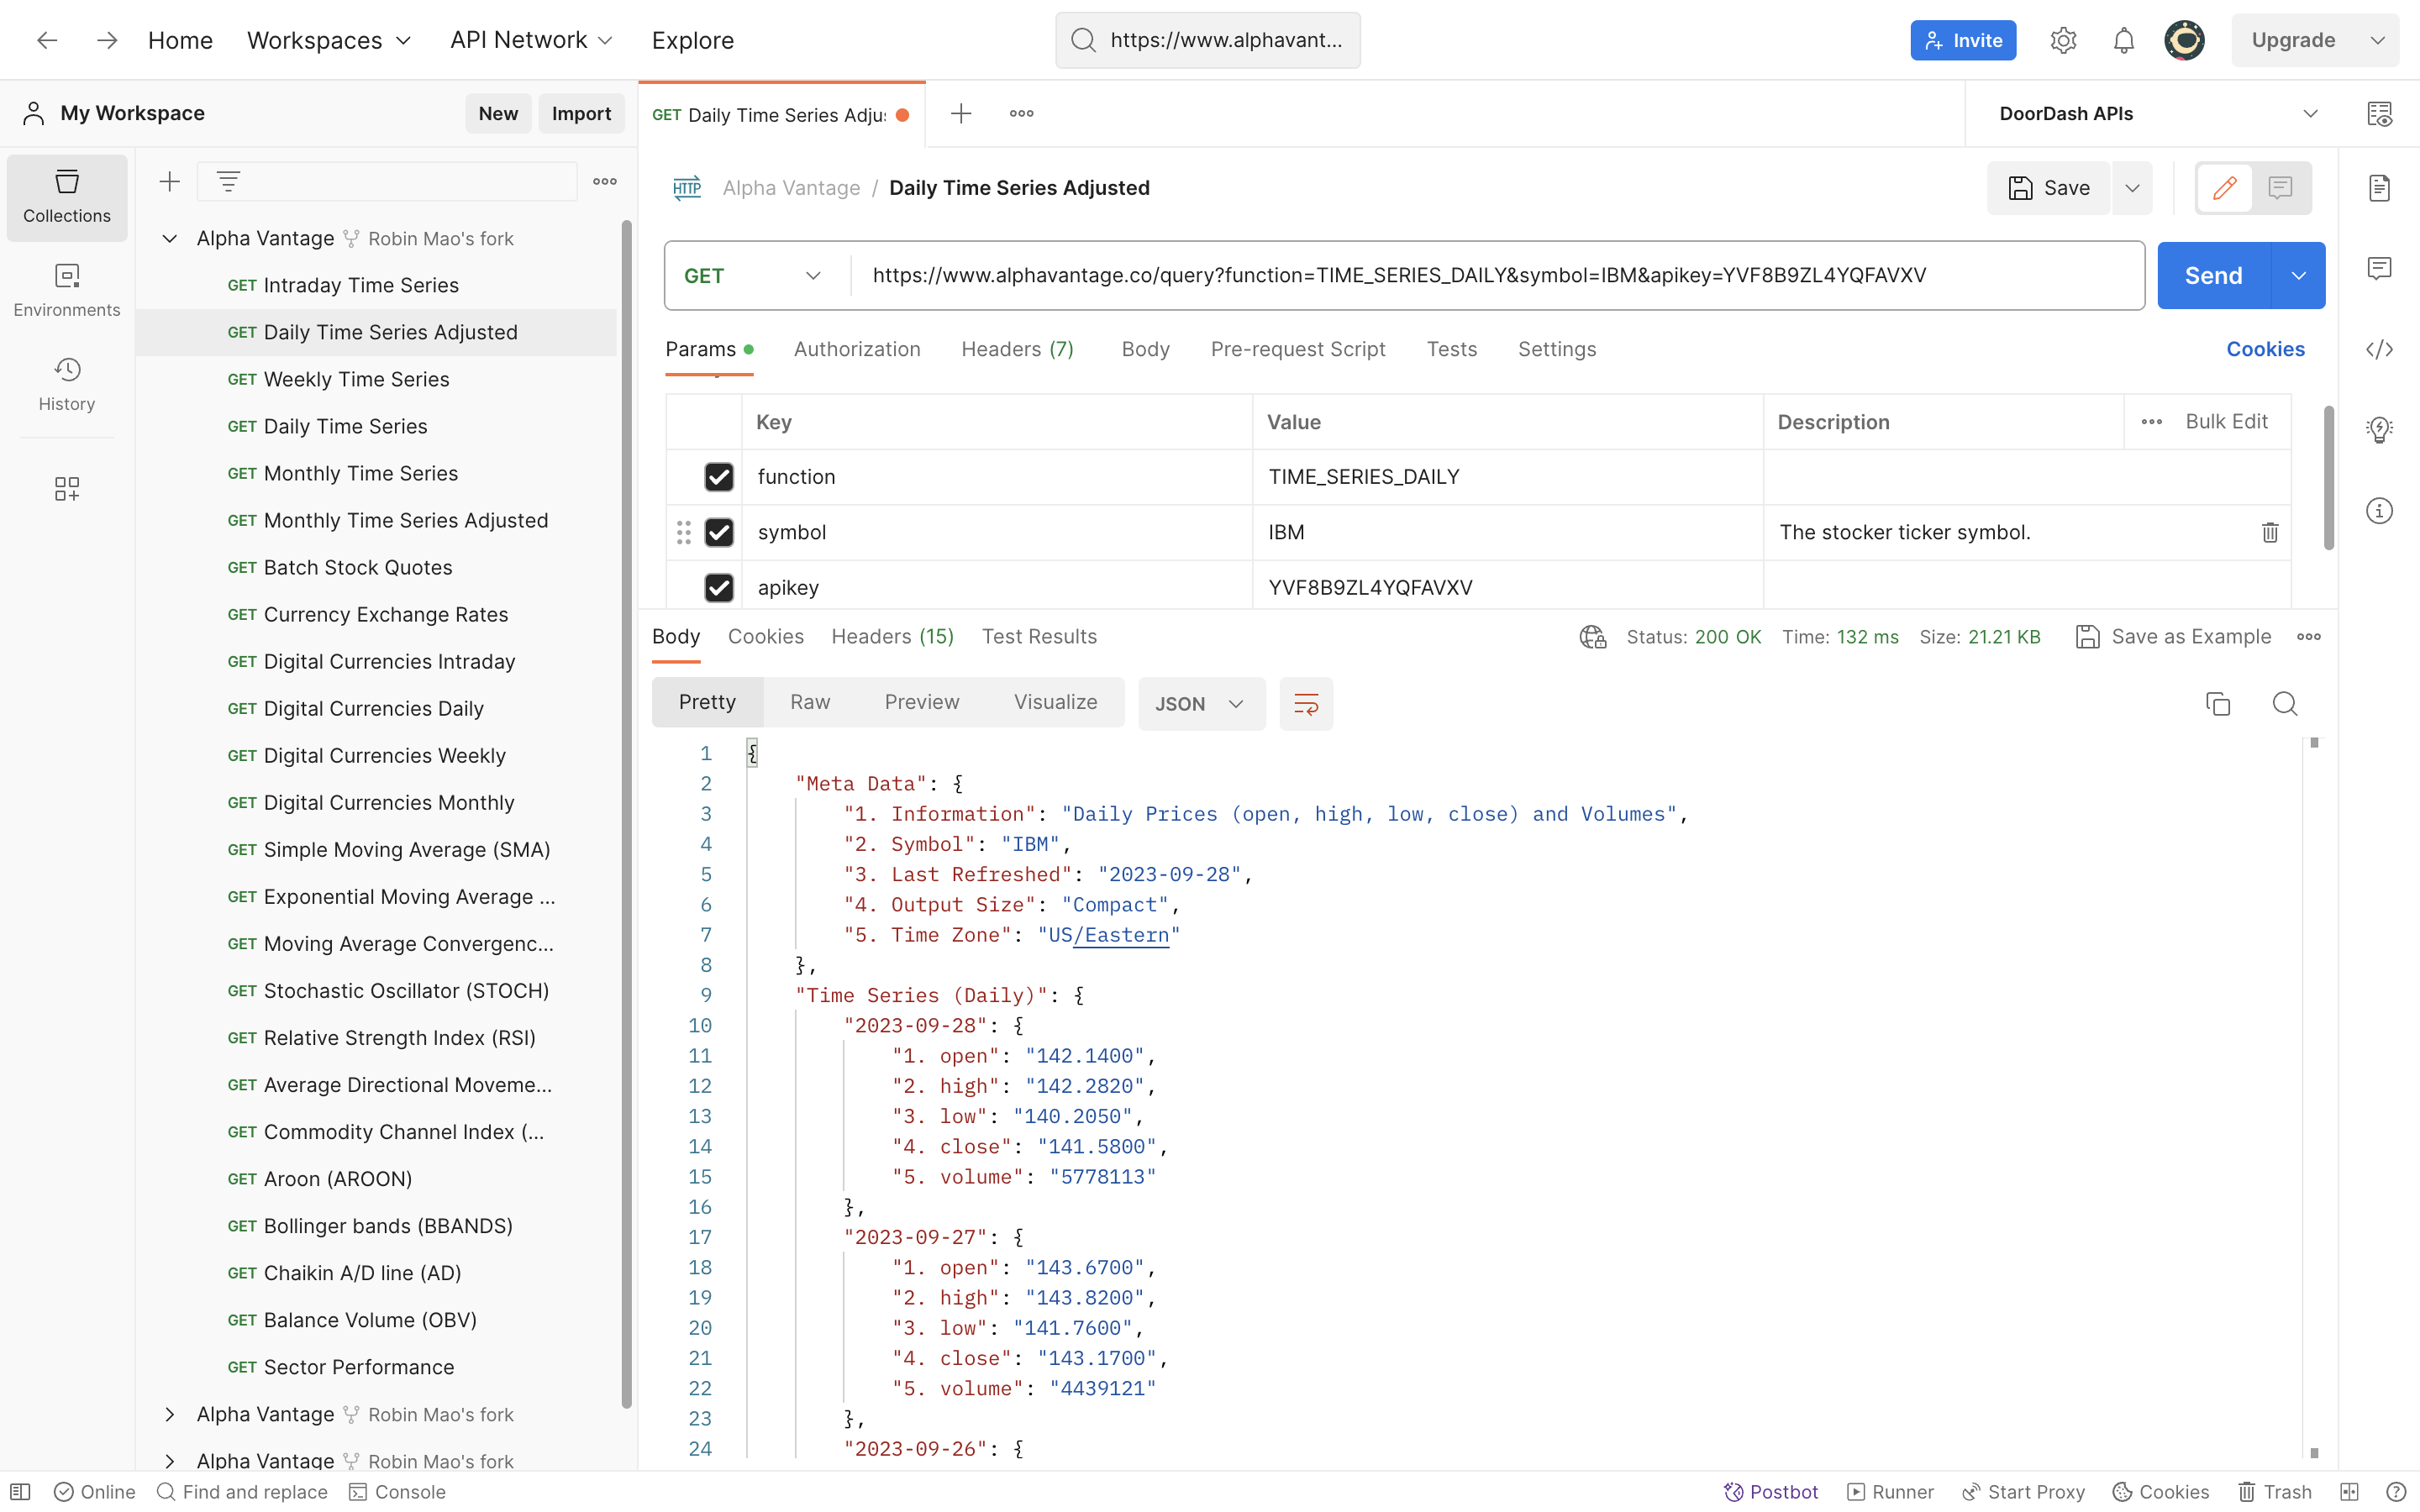 Home
Workspaces
API Network
Explore
https://www.alphavant...
Invite
Upgrade
My Workspace
New
Import
GET Daily Time Series Adju
DoorDash APIs
Collections
Environments
History
Alpha Vantage Robin Mao's fork
GET Intraday Time Series
GET Daily Time Series Adjusted
GET Weekly Time Series
GET Daily Time Series
GET Monthly Time Series
GET Monthly Time Series Adjusted
GET Batch Stock Quotes
GET Currency Exchange Rates
GET Digital Currencies Intraday
GET Digital Currencies Daily
GET Digital Currencies Weekly
GET Digital Currencies Monthly
GET Simple Moving Average (SMA)
GET Exponential Moving Average ...
GET Moving Average Convergenc...
GET Stochastic Oscillator (STOCH)
GET Relative Strength Index (RSI)
GET Average Directional Moveme...
GET Commodity Channel Index (...
GET Aroon (AROON)
GET Bollinger bands (BBANDS)
GET Chaikin A/D line (AD)
GET Balance Volume (OBV)
GET Sector Performance
Alpha Vantage Robin Mao's fork
Alpha Vantage Robin Mao's fork
HTTP Alpha Vantage / Daily Time Series Adjusted
Save
GET https://www.alphavantage.co/query?function=TIME_SERIES_DAILY&symbol=IBM&apikey=YVF8B9ZL4YQFAVXV
Send
Params Authorization Headers (7) Body Pre-request Script Tests Settings Cookies
Key Value Description Bulk Edit
function TIME_SERIES_DAILY
symbol IBM The stocker ticker symbol.
apikey YVF8B9ZL4YQFAVXV
Body Cookies Headers (15) Test Results Status: 200 OK Time: 132 ms Size: 21.21 KB Save as Example
Pretty Raw Preview Visualize JSON
1 {
2 "Meta Data": {
3 "1. Information": "Daily Prices (open, high, low, close) and Volumes",
4 "2. Symbol": "IBM",
5 "3. Last Refreshed": "2023-09-28",
6 "4. Output Size": "Compact",
7 "5. Time Zone": "US/Eastern"
8 },
9 "Time Series (Daily)": {
10 "2023-09-28": {
11 "1. open": "142.1400",
12 "2. high": "142.2820",
13 "3. low": "140.2050",
14 "4. close": "141.5800",
15 "5. volume": "5778113"
16 },
17 "2023-09-27": {
18 "1. open": "143.6700",
19 "2. high": "143.8200",
20 "3. low": "141.7600",
21 "4. close": "143.1700",
22 "5. volume": "4439121"
23 },
24 "2023-09-26": {
Online Find and replace Console Postbot Runner Start Proxy Cookies Trash